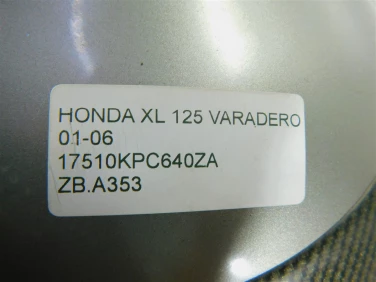 HONDA XL 125 VARADERO
01-06
17510KPC640ZA
ZB.A353